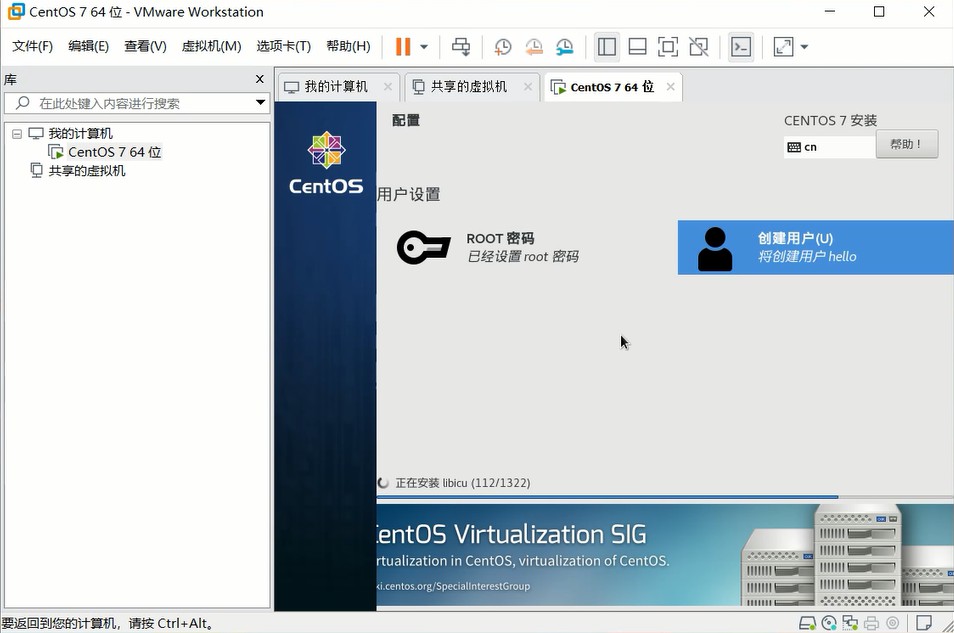 CentOS 7 64 位 - VMware Workstation
文件(F) 编辑(E) 查看(V) 虚拟机(M) 选项卡(T) 帮助(H)
库
在此处键入内容进行搜索
我的计算机
CentOS 7 64 位
共享的虚拟机
我的计算机 共享的虚拟机 CentOS 7 64 位
CentOS
配置
CENTOS 7 安装
cn
帮助！
用户设置
ROOT 密码
已经设置 root 密码
创建用户(U)
将创建用户 hello
正在安装 libicu (112/1322)
entOS Virtualization SIG
rtualization in CentOS, virtualization of CentOS.
ki.centos.org/SpecialInterestGroup
要返回到您的计算机，请按 Ctrl+Alt。